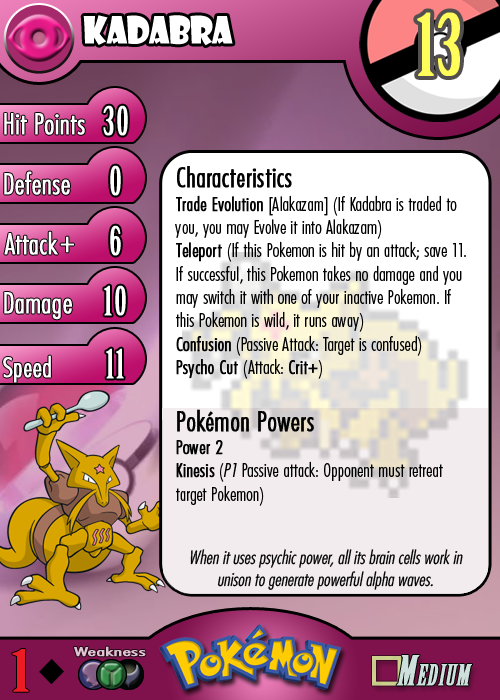 KADABRA
13
Hit Points 30
Defense 0
Attack+ 6
Damage 10
Speed 11
Characteristics
Trade Evolution [Alakazam] (If Kadabra is traded to
you, you may Evolve it into Alakazam)
Teleport (If this Pokemon is hit by an attack; save 11.
If successful, this Pokemon takes no damage and you
may switch it with one of your inactive Pokemon. If
this Pokemon is wild, it runs away)
Confusion (Passive Attack: Target is confused)
Psycho Cut (Attack: Crit+)
Pokémon Powers
Power 2
Kinesis (P1 Passive attack: Opponent must retreat
target Pokemon)
When it uses psychic power, all its brain cells work in
unison to generate powerful alpha waves.
1
Weakness
POKéMON
MEDIUM